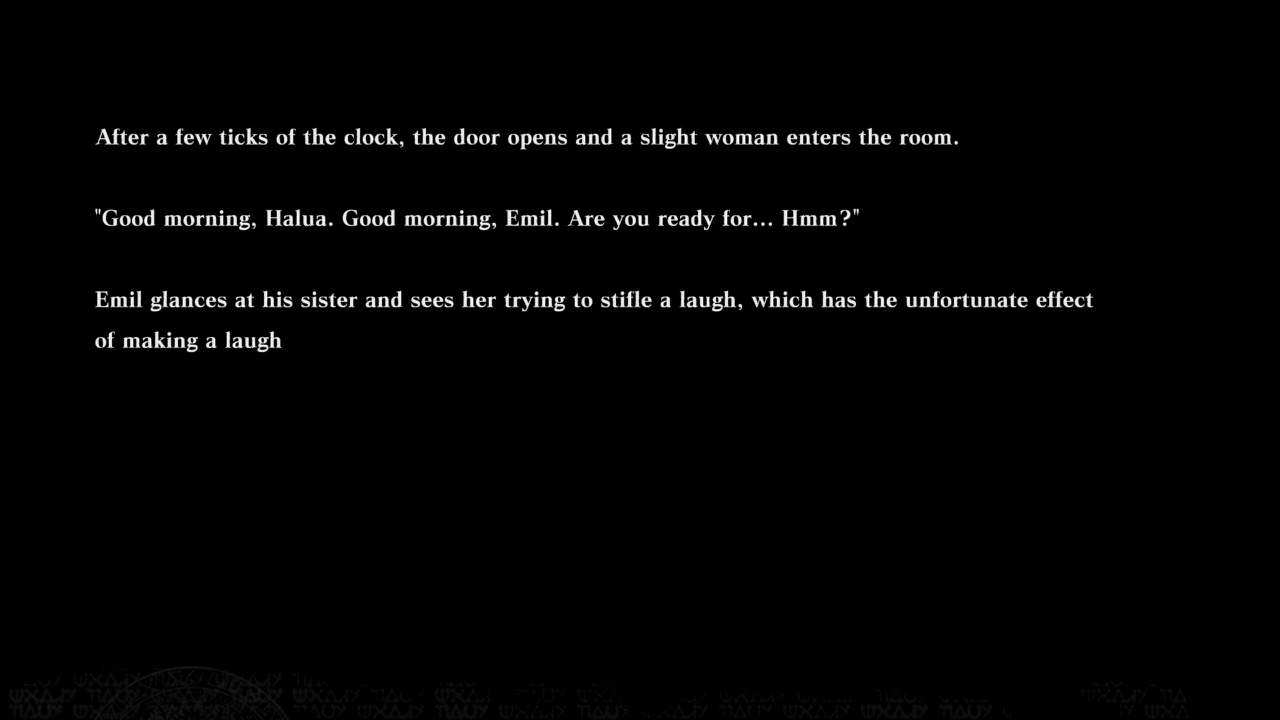 After a few ticks of the clock, the door opens and a slight woman enters the room.
"Good morning, Halua. Good morning, Emil. Are you ready for... Hmm?"
Emil glances at his sister and sees her trying to stifle a laugh, which has the unfortunate effect
of making a laugh